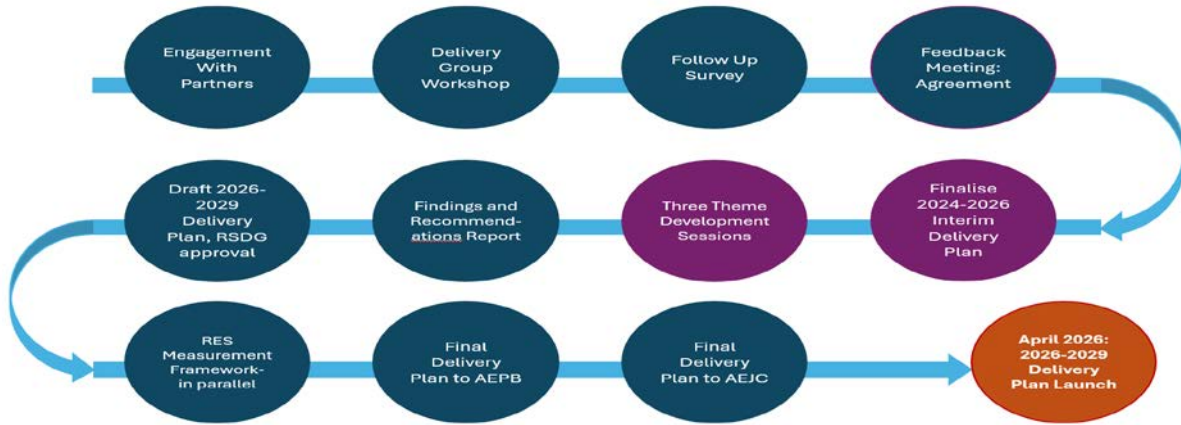 Engagement
With
Partners
Delivery
Group
Workshop
Follow Up
Survey
Feedback
Meeting:
Agreement
Finalise
2024-2026
Interim
Delivery
Plan
Three Theme
Development
Sessions
Findings and
Recommend-
ations Report
Draft 2026-
2029
Delivery
Plan, RSDG
approval
RES
Measurement
Framework-
in parallel
Final
Delivery
Plan to AEPB
Final
Delivery
Plan to AEJC
April 2026:
2026-2029
Delivery
Plan Launch